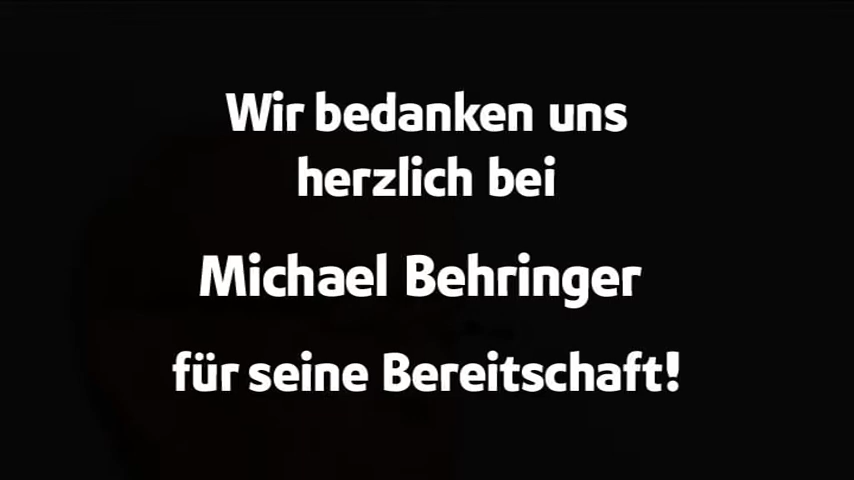 Wir bedanken uns
herzlich bei
Michael Behringer
für seine Bereitschaft!